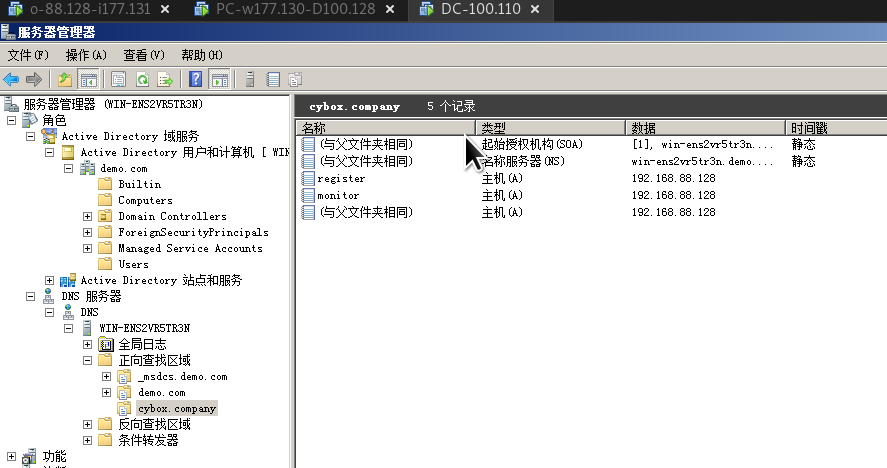 o-88.128-i177.131 PC-w177.130-D100.128 DC-100.110
服务器管理器
文件(F) 操作(A) 查看(V) 帮助(H)
服务器管理器 (WIN-ENS2VR5TR3N)
角色
Active Directory 域服务
Active Directory 用户和计算机 [ WIN
demo.com
Builtin
Computers
Domain Controllers
ForeignSecurityPrincipals
Managed Service Accounts
Users
Active Directory 站点和服务
DNS 服务器
DNS
WIN-ENS2VR5TR3N
全局日志
正向查找区域
_msdcs.demo.com
demo.com
cybox.company
反向查找区域
条件转发器
功能
cybox.company 5 个记录
名称 类型 数据 时间戳
(与父文件夹相同) 起始授权机构(SOA) [1], win-ens2vr5tr3n.... 静态
(与父文件夹相同) 名称服务器(NS) win-ens2vr5tr3n.demo.... 静态
register 主机(A) 192.168.88.128
monitor 主机(A) 192.168.88.128
(与父文件夹相同) 主机(A) 192.168.88.128